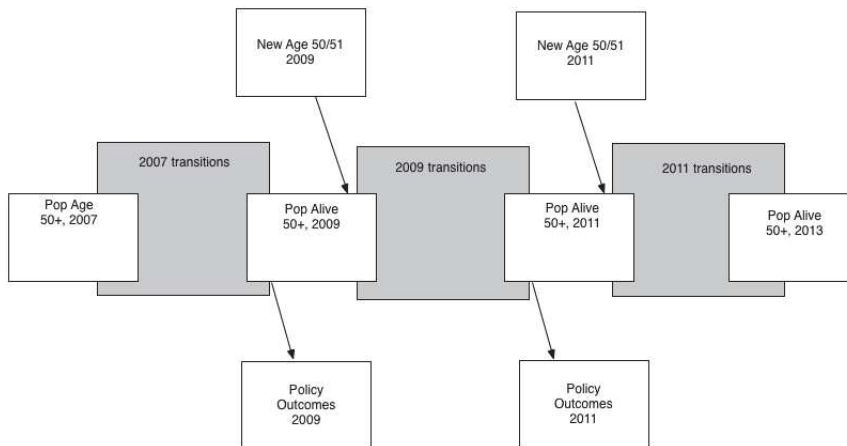 New Age 50/51
2009
New Age 50/51
2011
2007 transitions
2009 transitions
2011 transitions
Pop Age
50+, 2007
Pop Alive
50+, 2009
Pop Alive
50+, 2011
Pop Alive
50+, 2013
Policy
Outcomes
2009
Policy
Outcomes
2011